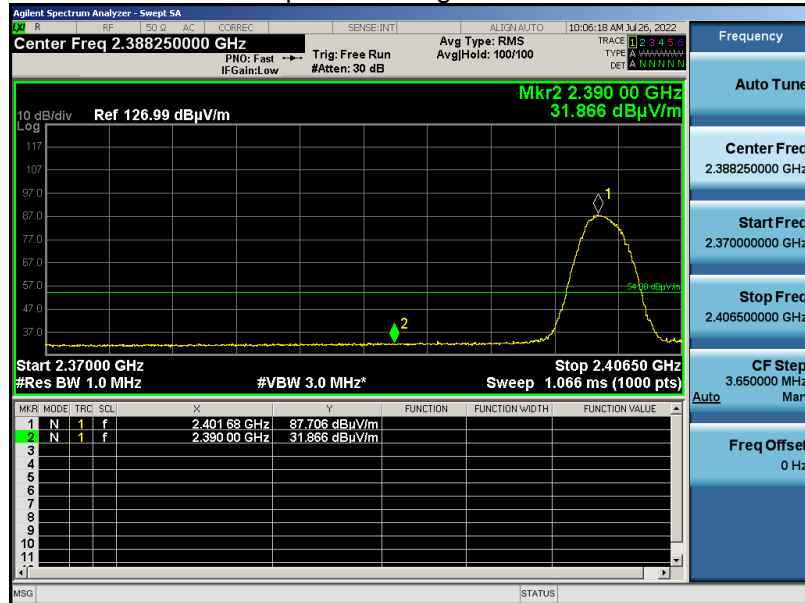 Agilent Spectrum Analyzer - Swept SA
LXI R RF 50 Ω AC CORREC SENSE:INT ALIGN AUTO 10:06:18 AM Jul 26, 2022
Center Freq 2.388250000 GHz
PNO: Fast
IFGain:Low
Trig: Free Run
#Atten: 30 dB
Avg Type: RMS
Avg|Hold: 100/100
TRACE 1 2 3 4 5 6
TYPE A WWWWW
DET A N N N N N
Mkr2 2.390 00 GHz
31.866 dBµV/m
10 dB/div Ref 126.99 dBµV/m
Log
117
107
97.0
87.0
77.0
67.0
57.0
47.0
37.0
1
2
54.00 dBµV/m
Start 2.37000 GHz Stop 2.40650 GHz
#Res BW 1.0 MHz #VBW 3.0 MHz* Sweep 1.066 ms (1000 pts)
MKR MODE TRC SCL X Y FUNCTION FUNCTION WIDTH FUNCTION VALUE
1 N 1 f 2.401 68 GHz 87.706 dBµV/m
2 N 1 f 2.390 00 GHz 31.866 dBµV/m
3
4
5
6
7
8
9
10
11
MSG STATUS
Frequency
Auto Tune
Center Freq
2.388250000 GHz
Start Freq
2.370000000 GHz
Stop Freq
2.406500000 GHz
CF Step
3.650000 MHz
Auto Man
Freq Offset
0 Hz